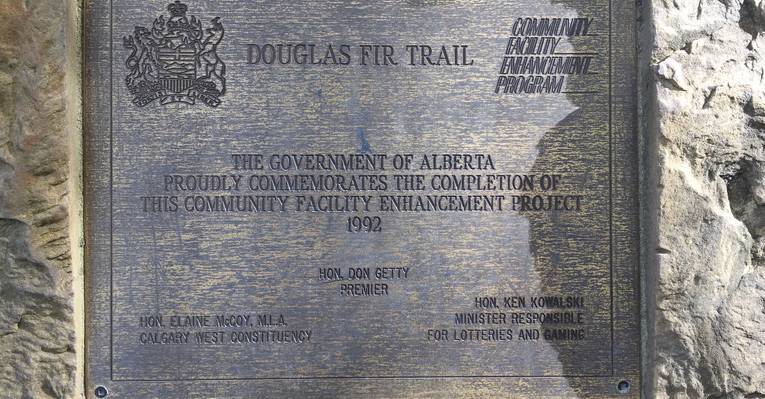 DOUGLAS FIR TRAIL
COMMUNITY
FACILITY
ENHANCEMENT
PROGRAM
THE GOVERNMENT OF ALBERTA
PROUDLY COMMEMORATES THE COMPLETION OF
THIS COMMUNITY FACILITY ENHANCEMENT PROJECT
1992
HON. DON GETTY
PREMIER
HON. ELAINE McCOY, M.L.A.
CALGARY WEST CONSTITUENCY
HON. KEN KOWALSKI
MINISTER RESPONSIBLE
FOR LOTTERIES AND GAMING